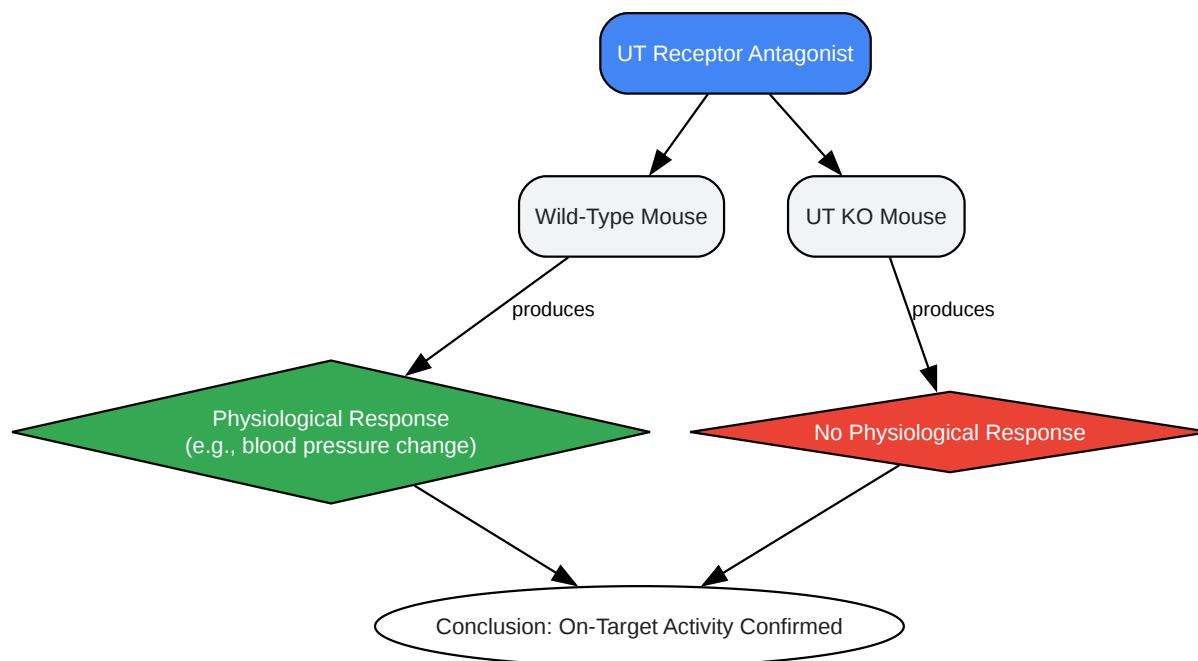 UT Receptor Antagonist
Wild-Type Mouse
UT KO Mouse
produces
produces
Physiological Response
(e.g., blood pressure change)
No Physiological Response
Conclusion: On-Target Activity Confirmed